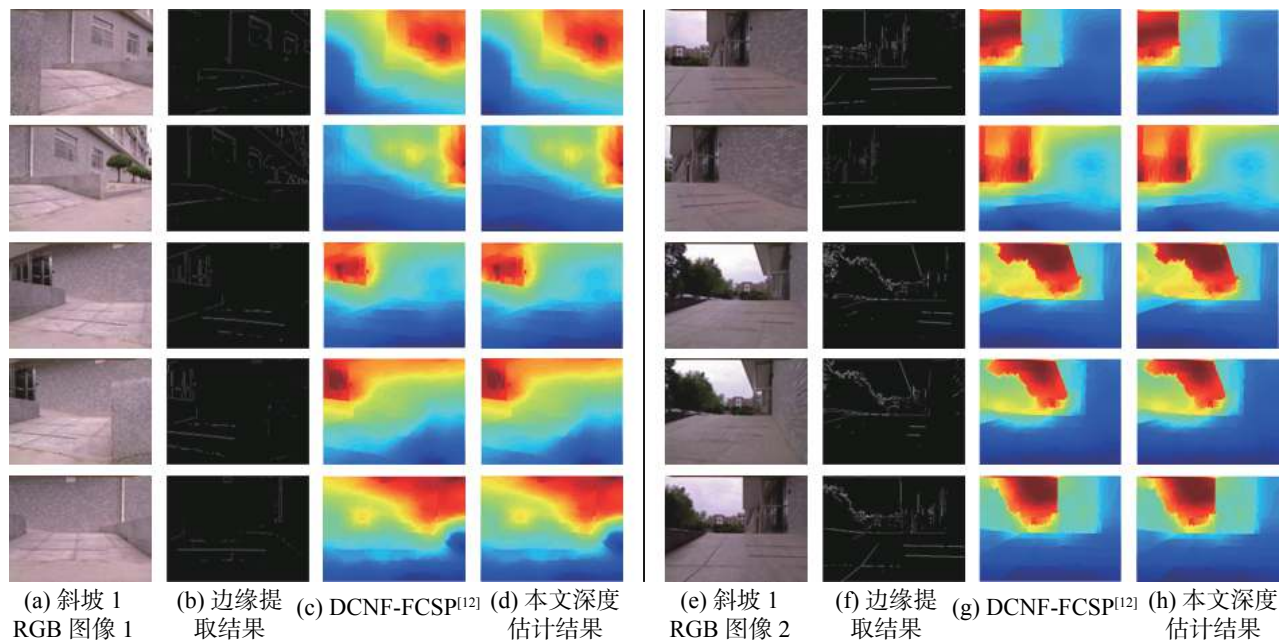 (a) 斜坡 1
RGB 图像 1
(b) 边缘提
取结果
(c) DCNF-FCSP[12]
(d) 本文深度
估计结果
(e) 斜坡 1
RGB 图像 2
(f) 边缘提
取结果
(g) DCNF-FCSP[12]
(h) 本文深度
估计结果